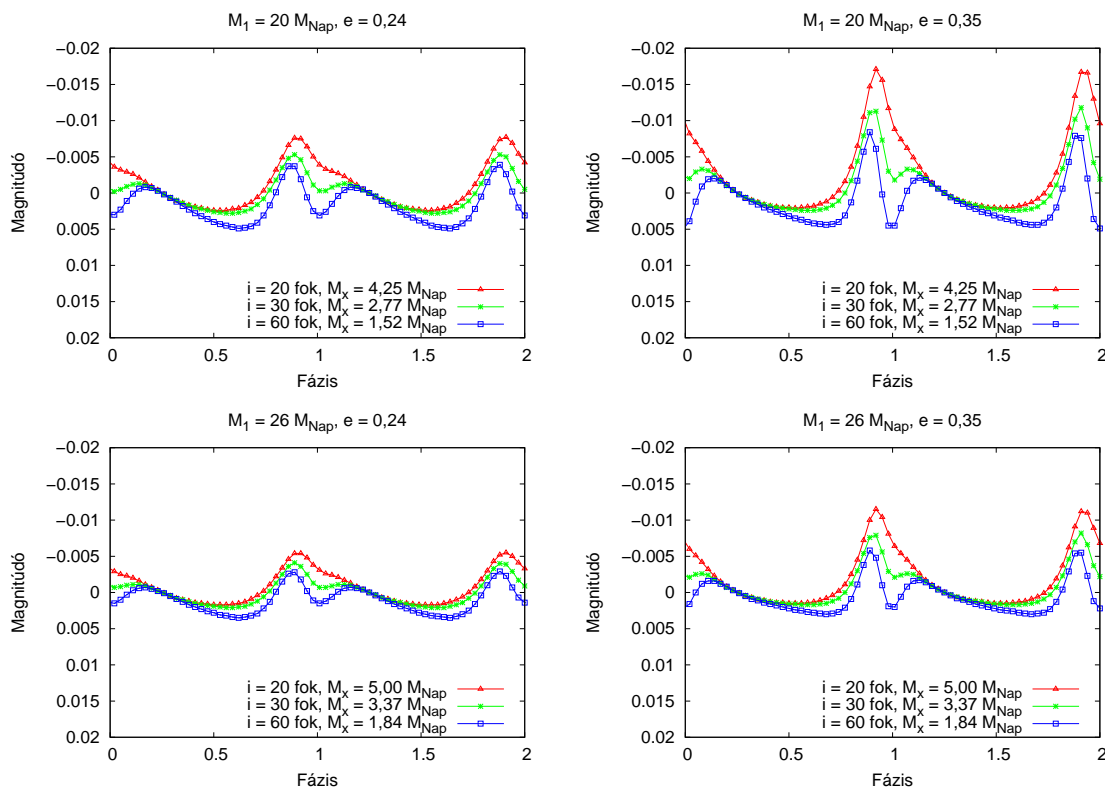 M1 = 20 MNap, e = 0,24
Magnitúdó
−0.02
−0.015
−0.01
−0.005
0
0.005
0.01
0.015
0.02
i = 20 fok, Mx = 4,25 MNap
i = 30 fok, Mx = 2,77 MNap
i = 60 fok, Mx = 1,52 MNap
0 0.5 1 1.5 2
Fázis
M1 = 20 MNap, e = 0,35
Magnitúdó
−0.02
−0.015
−0.01
−0.005
0
0.005
0.01
0.015
0.02
i = 20 fok, Mx = 4,25 MNap
i = 30 fok, Mx = 2,77 MNap
i = 60 fok, Mx = 1,52 MNap
0 0.5 1 1.5 2
Fázis
M1 = 26 MNap, e = 0,24
Magnitúdó
−0.02
−0.015
−0.01
−0.005
0
0.005
0.01
0.015
0.02
i = 20 fok, Mx = 5,00 MNap
i = 30 fok, Mx = 3,37 MNap
i = 60 fok, Mx = 1,84 MNap
0 0.5 1 1.5 2
Fázis
M1 = 26 MNap, e = 0,35
Magnitúdó
−0.02
−0.015
−0.01
−0.005
0
0.005
0.01
0.015
0.02
i = 20 fok, Mx = 5,00 MNap
i = 30 fok, Mx = 3,37 MNap
i = 60 fok, Mx = 1,84 MNap
0 0.5 1 1.5 2
Fázis